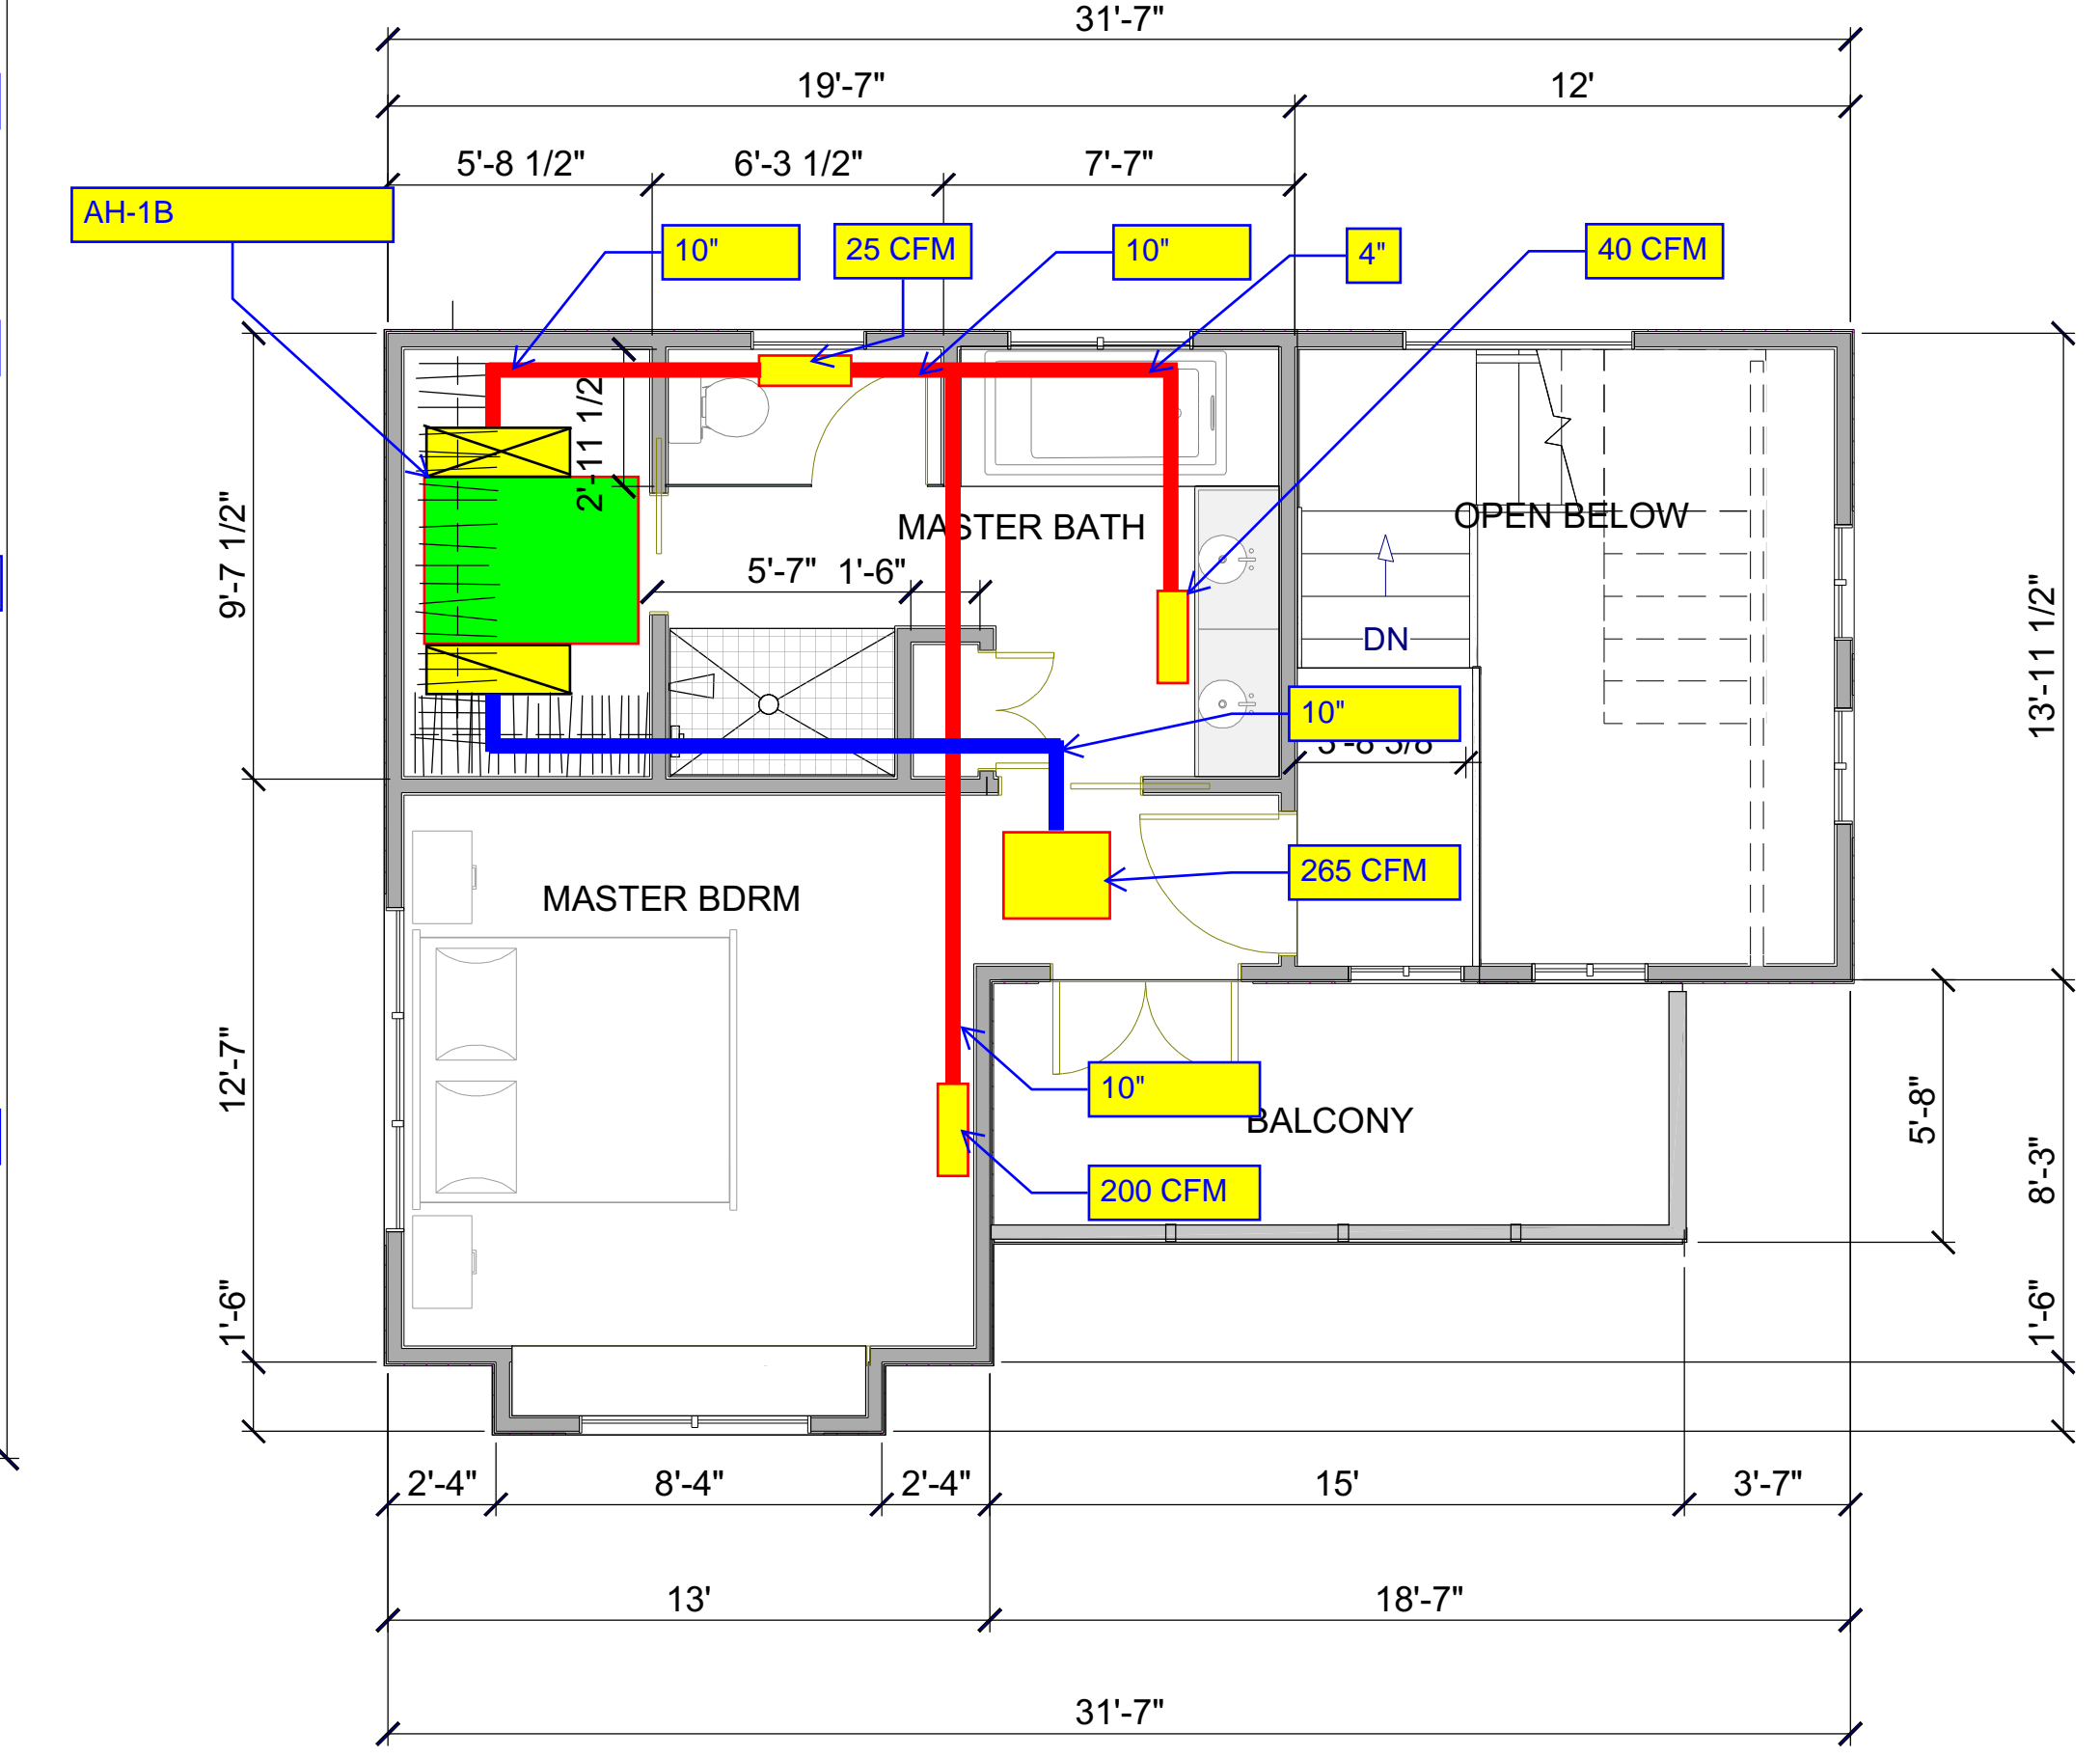 31'-7"
19'-7"
12'
5'-8 1/2"
6'-3 1/2"
7'-7"
AH-1B
10"
25 CFM
10"
4"
40 CFM
2'-11 1/2
MASTER BATH
OPEN BELOW
9'-7 1/2"
5'-7"
1'-6"
13'-11 1/2"
DN
10"
265 CFM
MASTER BDRM
12'-7"
10"
BALCONY
5'-8"
8'-3"
200 CFM
1'-6"
1'-6"
2'-4"
8'-4"
2'-4"
15'
3'-7"
13'
18'-7"
31'-7"